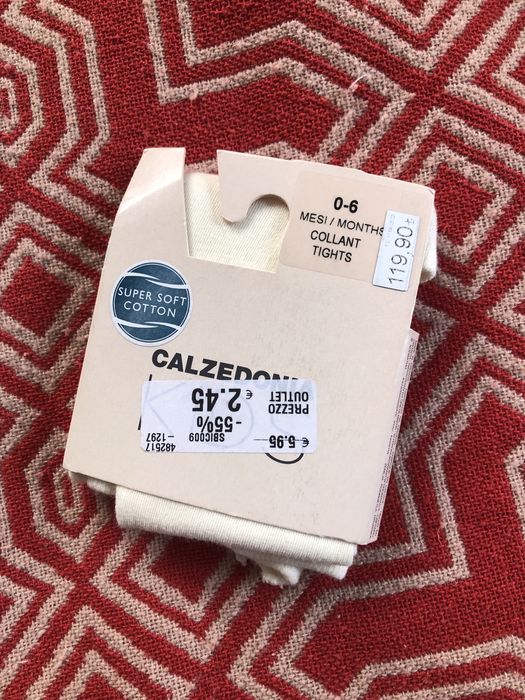 0-6
MESI / MONTHS
COLLANT
TIGHTS
119,90
SUPER SOFT
COTTON
CALZEDONIA
€ 5.95
-55%
PREZZO
OUTLET
€ 2.45
SBIC009
482517
-1297